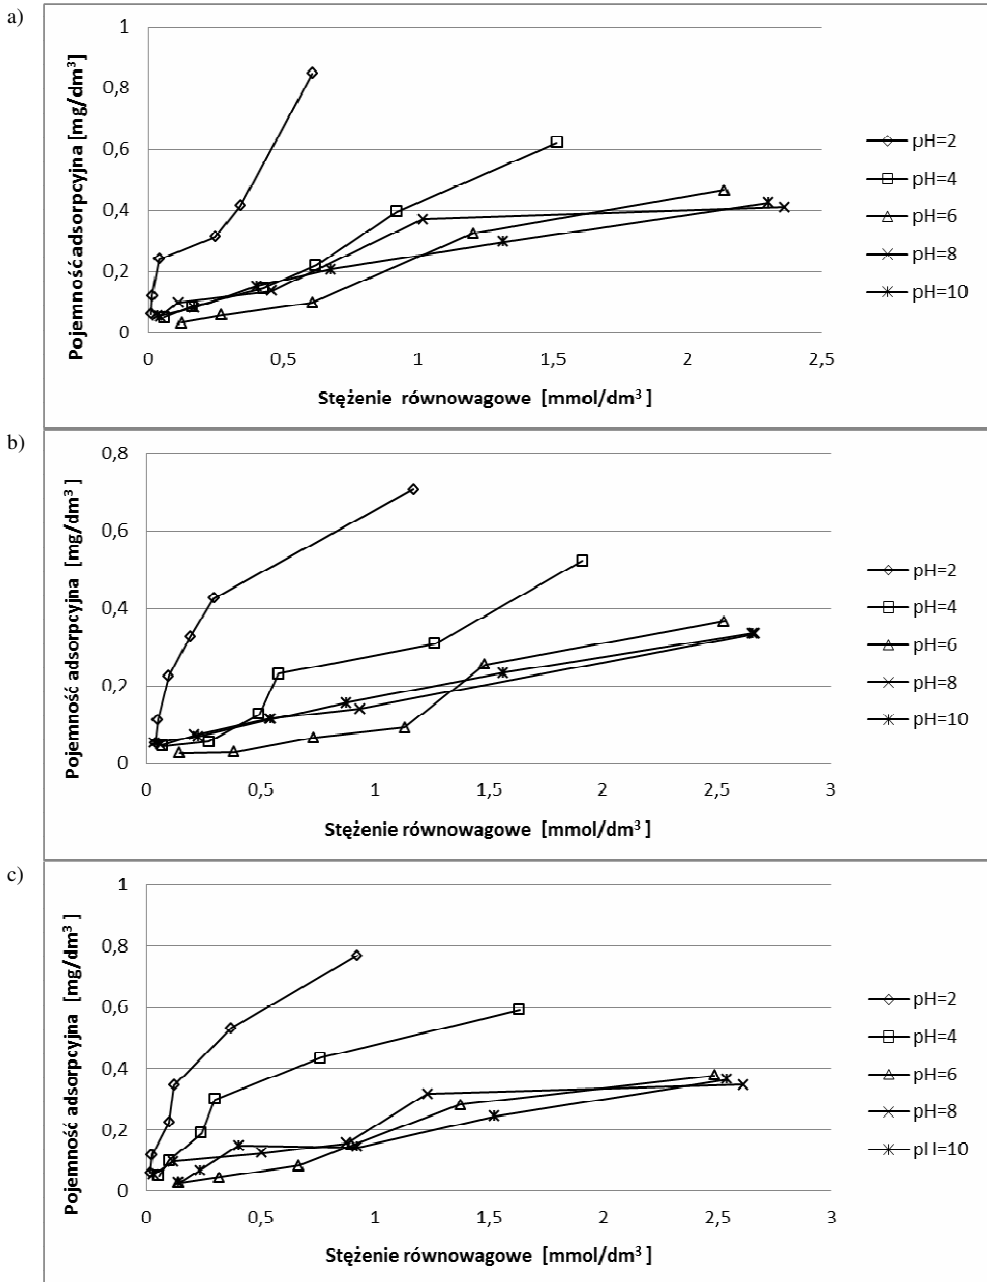 a)
1
0,8
0,6
0,4
0,2
0
Pojemność adsorpcyjna [mg/dm³]
0 0,5 1 1,5 2 2,5
Stężenie równowagowe [mmol/dm³]
pH=2
pH=4
pH=6
pH=8
pH=10
b)
0,8
0,6
0,4
0,2
0
Pojemność adsorpcyjna [mg/dm³]
0 0,5 1 1,5 2 2,5 3
Stężenie równowagowe [mmol/dm³]
pH=2
pH=4
pH=6
pH=8
pH=10
c)
1
0,8
0,6
0,4
0,2
0
Pojemność adsorpcyjna [mg/dm³]
0 0,5 1 1,5 2 2,5 3
Stężenie równowagowe [mmol/dm³]
pH=2
pH=4
pH=6
pH=8
pH=10